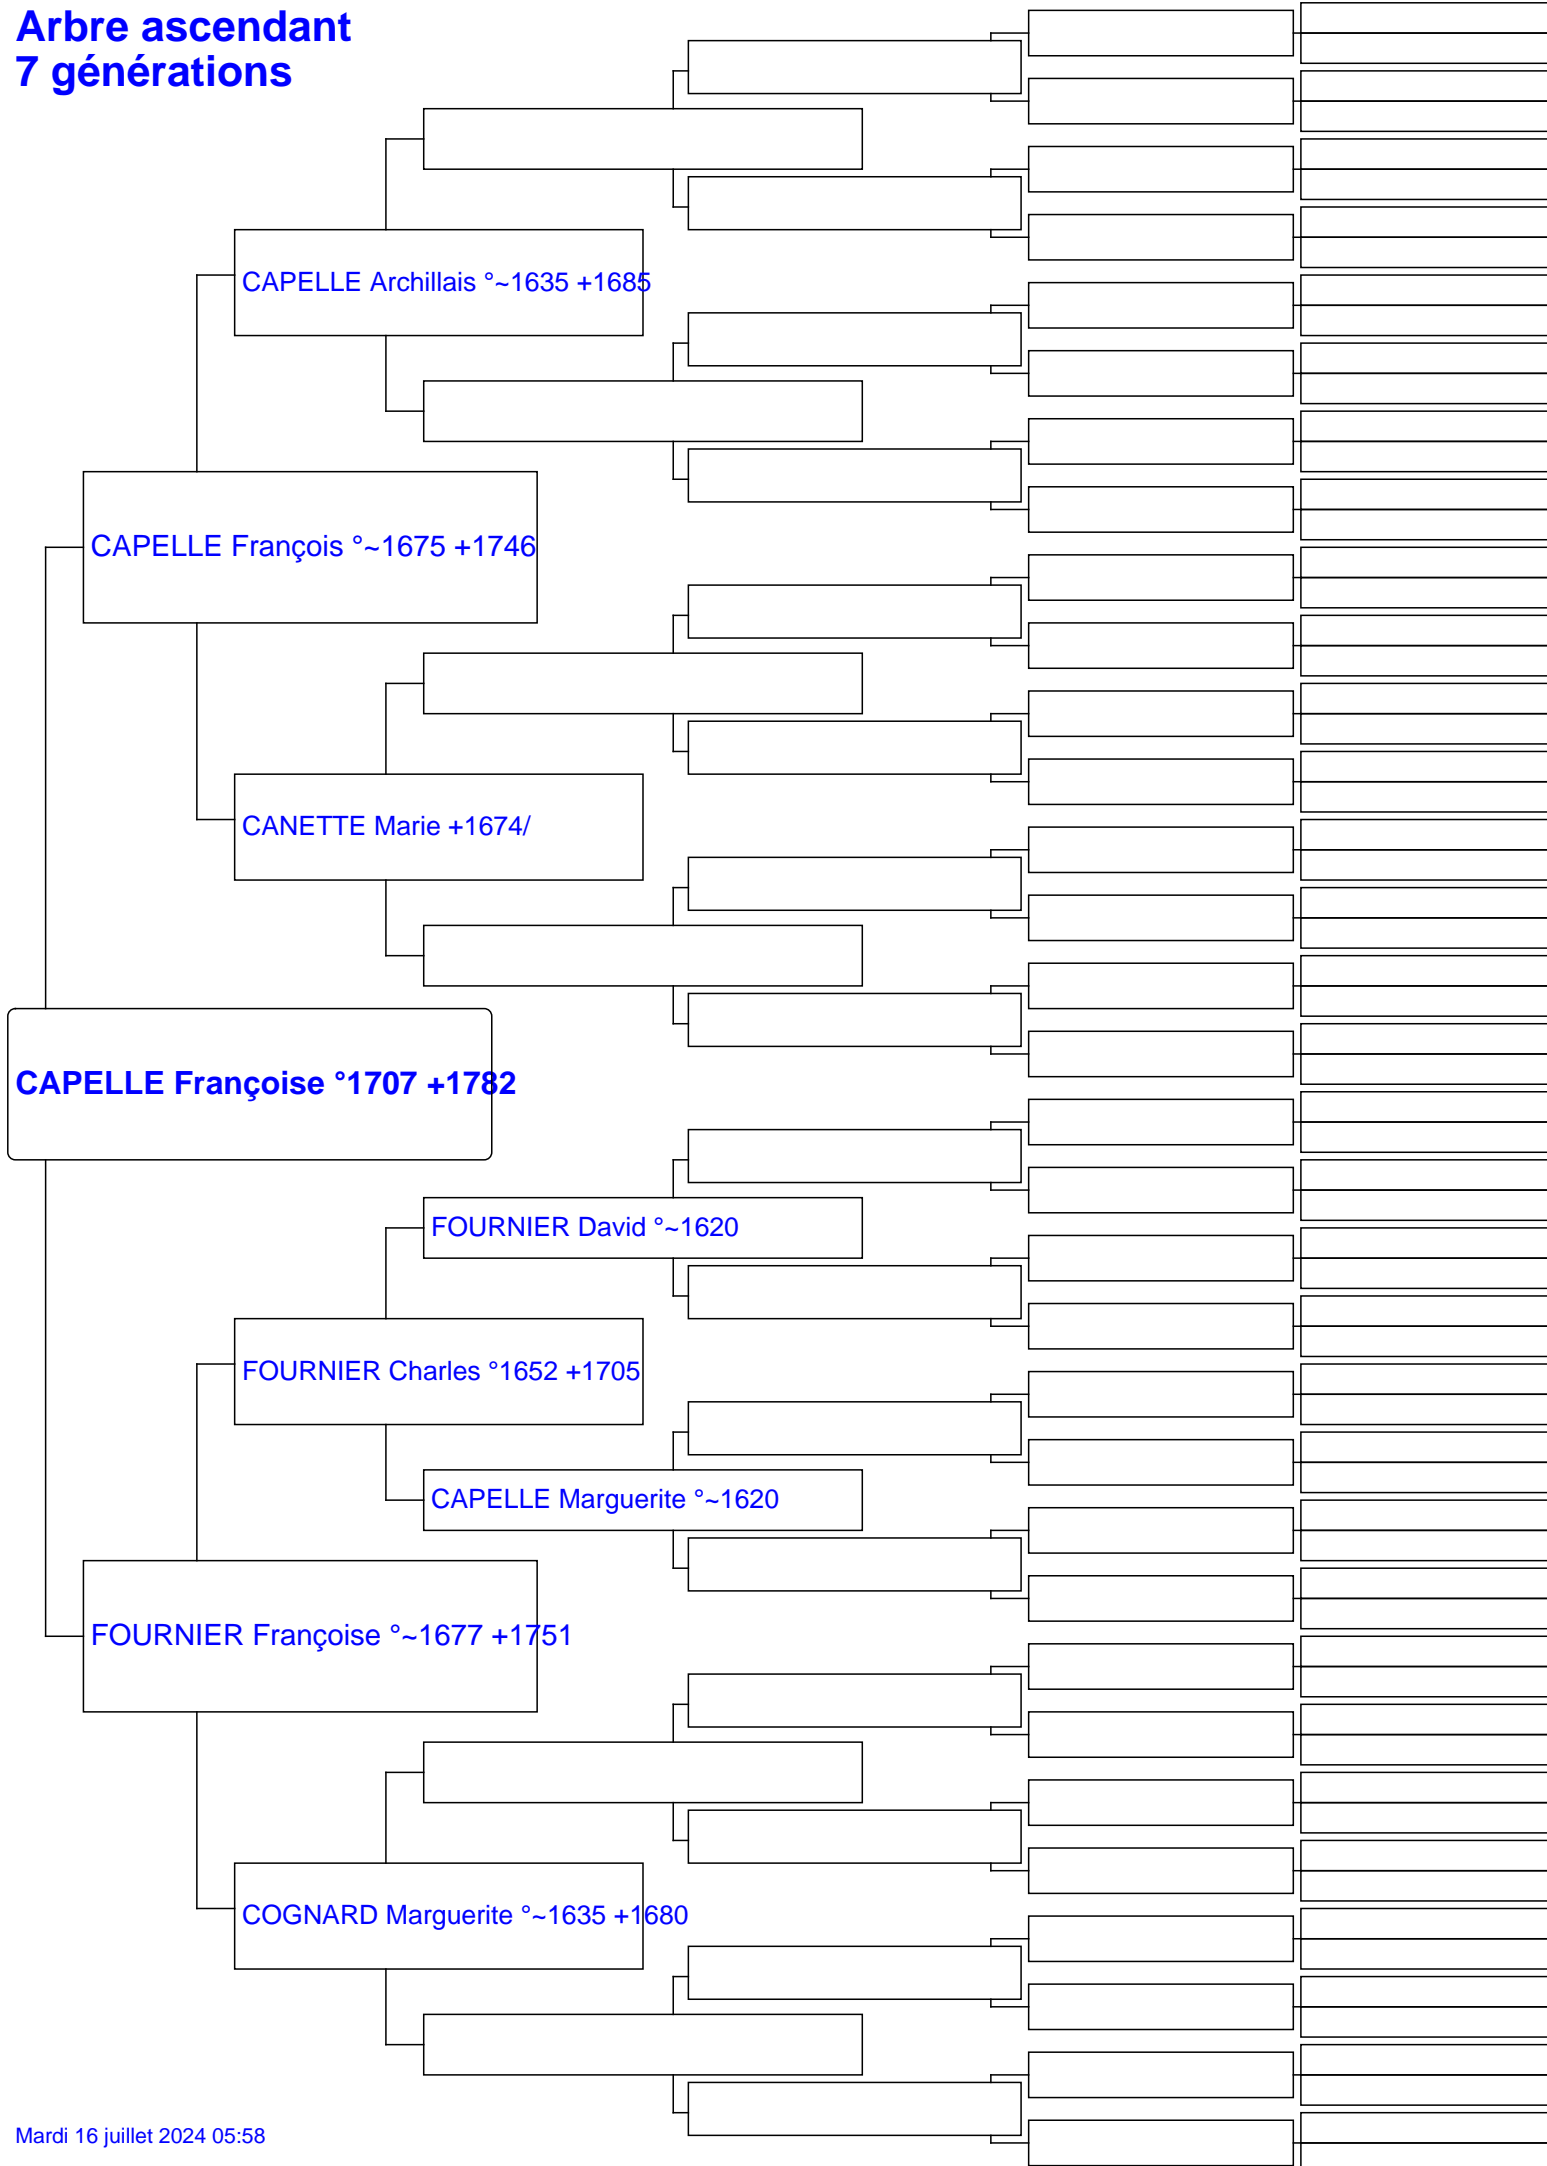 Arbre ascendant
7 générations
CAPELLE Archillais °~1635 +1685
CAPELLE François °~1675 +1746
CANETTE Marie +1674/
CAPELLE Françoise °1707 +1782
FOURNIER David °~1620
FOURNIER Charles °1652 +1705
CAPELLE Marguerite °~1620
FOURNIER Françoise °~1677 +1751
COGNARD Marguerite °~1635 +1680
Mardi 16 juillet 2024 05:58